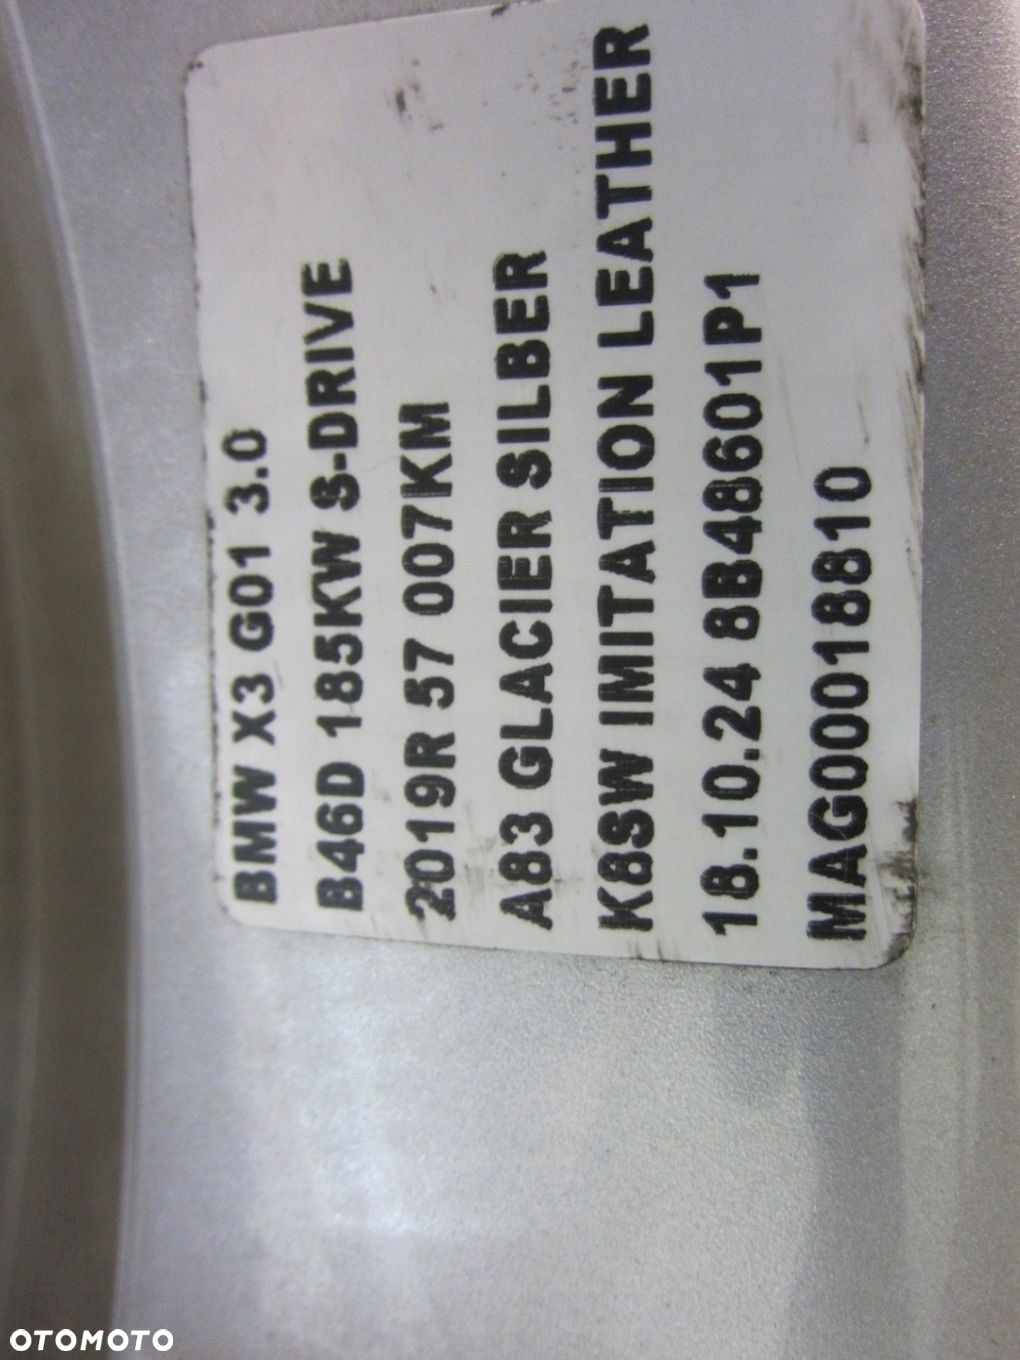 BMW X3 G01 3.0
B46D 185KW S-DRIVE
2019R 57 007KM
A83 GLACIER SILBER
K8SW IMITATION LEATHER
18.10.24 8B48601P1
MAG00018810
OTOMOTO